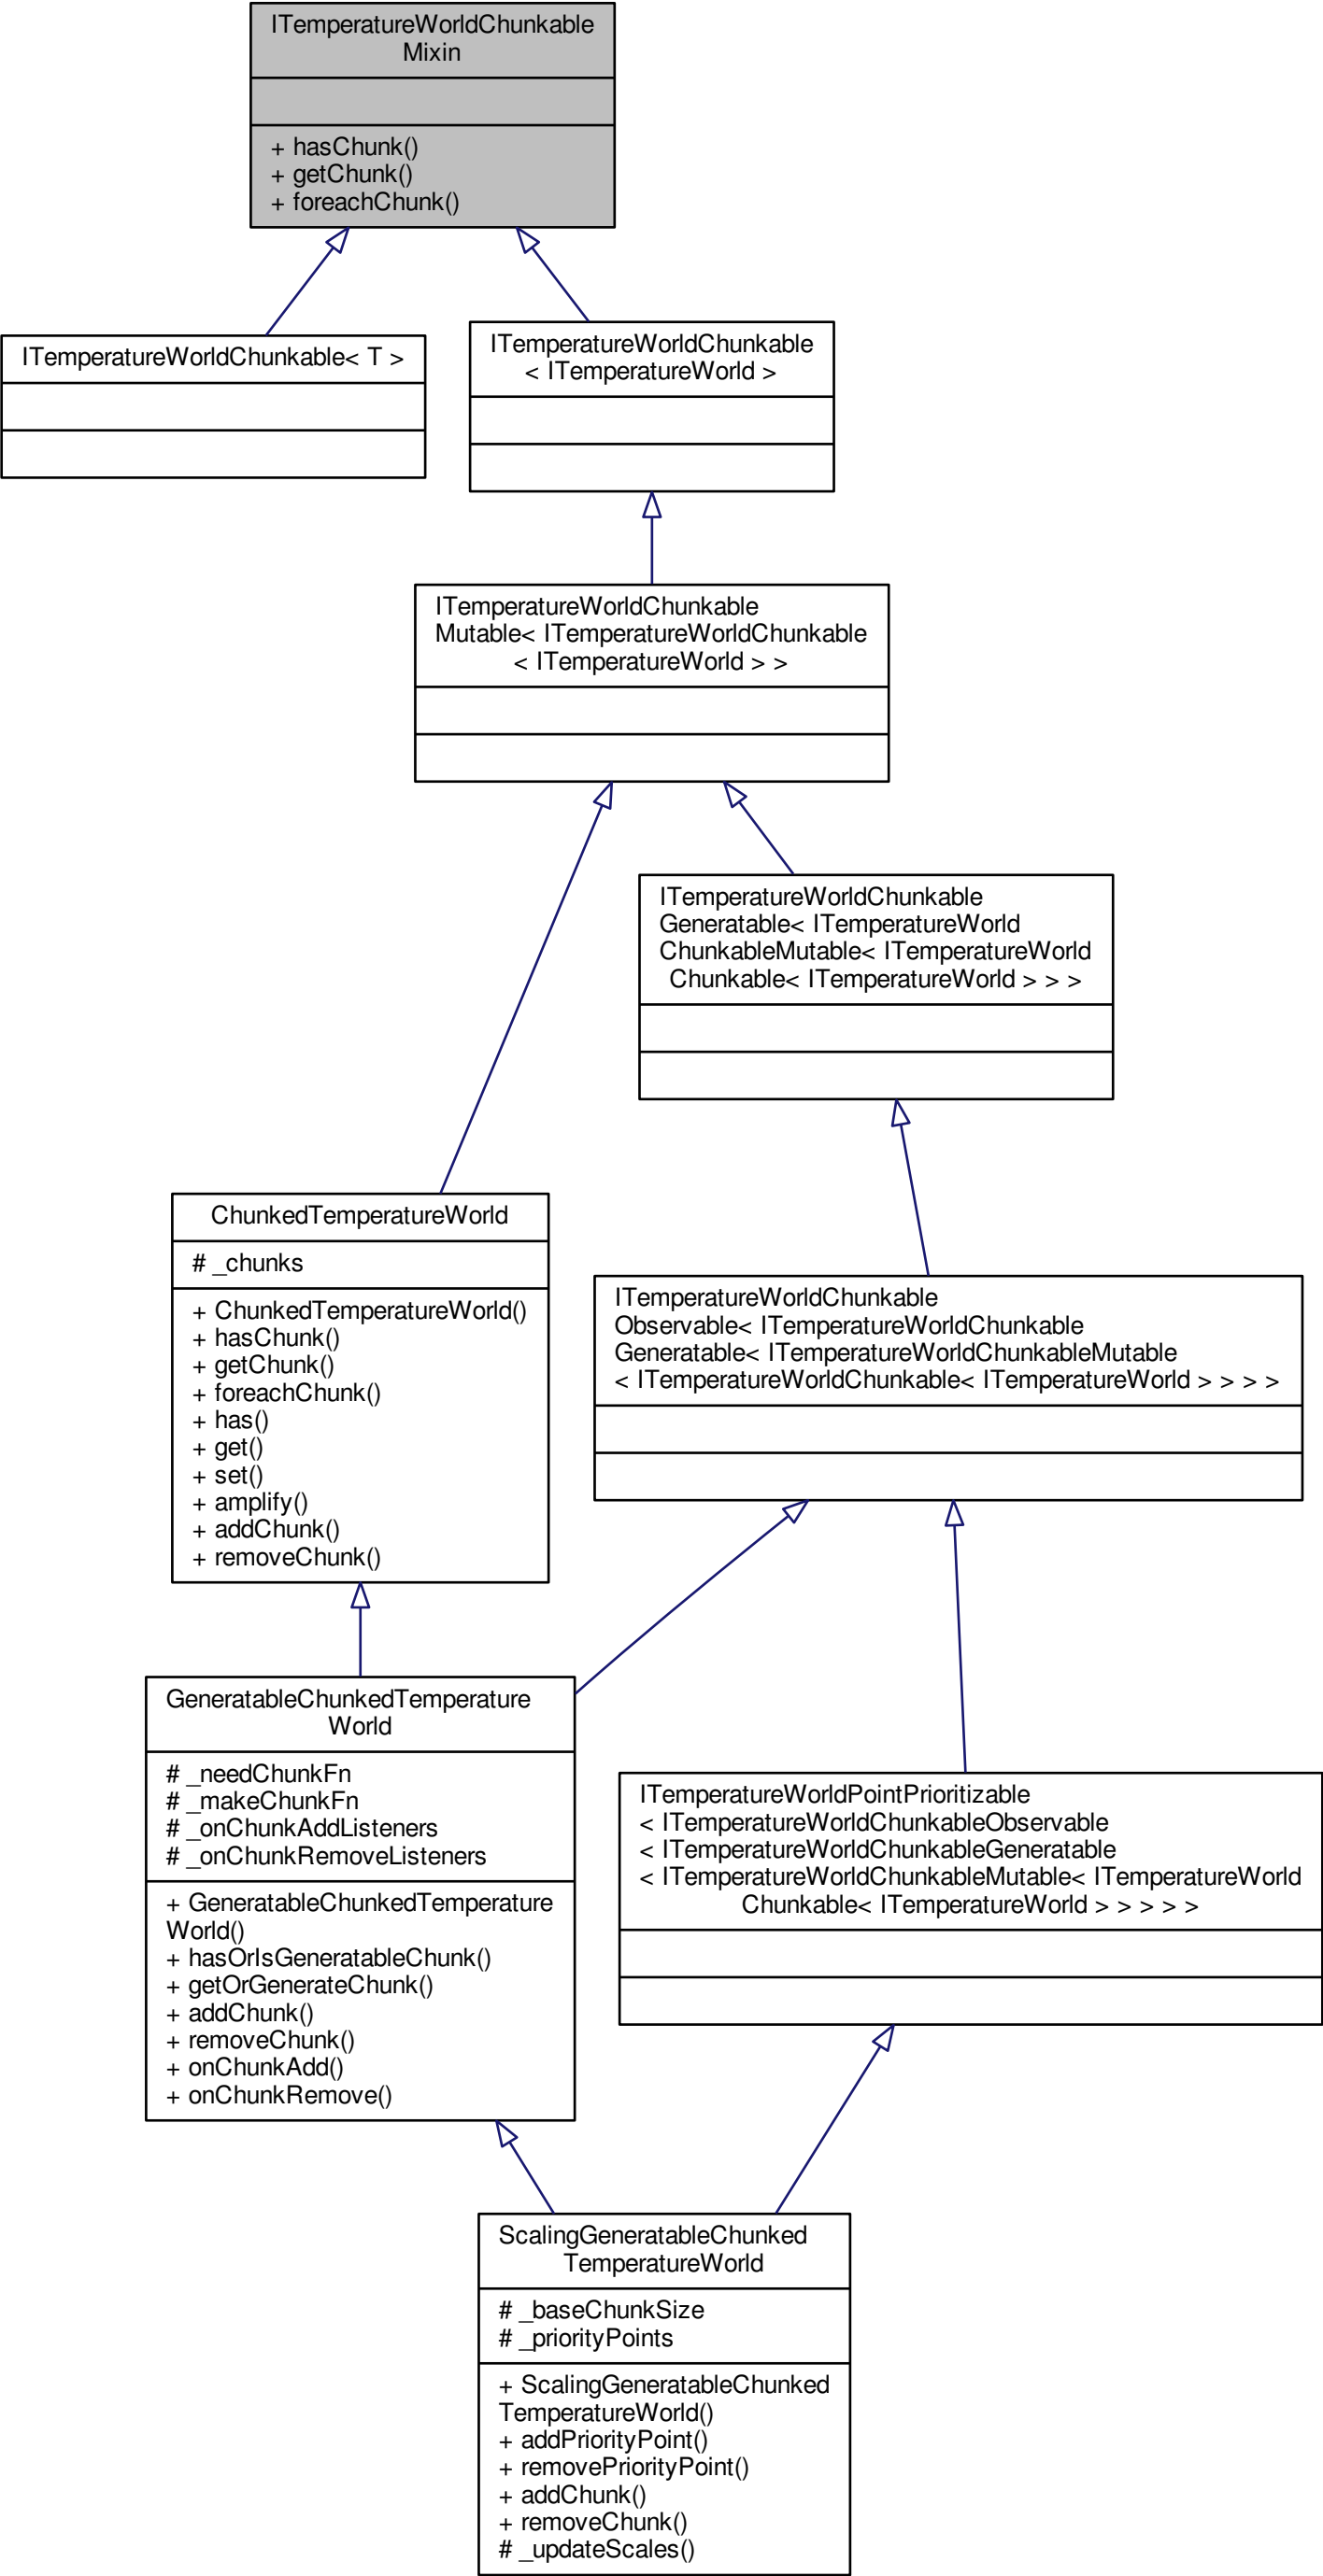 ITemperatureWorldChunkable
Mixin
+ hasChunk()
+ getChunk()
+ foreachChunk()
ITemperatureWorldChunkable< T >
ITemperatureWorldChunkable
< ITemperatureWorld >
ITemperatureWorldChunkable
Mutable< ITemperatureWorldChunkable
< ITemperatureWorld > >
ITemperatureWorldChunkable
Generatable< ITemperatureWorld
ChunkableMutable< ITemperatureWorld
Chunkable< ITemperatureWorld > > >
ChunkedTemperatureWorld
# _chunks
+ ChunkedTemperatureWorld()
+ hasChunk()
+ getChunk()
+ foreachChunk()
+ has()
+ get()
+ set()
+ amplify()
+ addChunk()
+ removeChunk()
ITemperatureWorldChunkable
Observable< ITemperatureWorldChunkable
Generatable< ITemperatureWorldChunkableMutable
< ITemperatureWorldChunkable< ITemperatureWorld > > > >
GeneratableChunkedTemperature
World
# _needChunkFn
# _makeChunkFn
# _onChunkAddListeners
# _onChunkRemoveListeners
+ GeneratableChunkedTemperature
World()
+ hasOrIsGeneratableChunk()
+ getOrGenerateChunk()
+ addChunk()
+ removeChunk()
+ onChunkAdd()
+ onChunkRemove()
ITemperatureWorldPointPrioritizable
< ITemperatureWorldChunkableObservable
< ITemperatureWorldChunkableGeneratable
< ITemperatureWorldChunkableMutable< ITemperatureWorld
Chunkable< ITemperatureWorld > > > > >
ScalingGeneratableChunked
TemperatureWorld
# _baseChunkSize
# _priorityPoints
+ ScalingGeneratableChunked
TemperatureWorld()
+ addPriorityPoint()
+ removePriorityPoint()
+ addChunk()
+ removeChunk()
# _updateScales()